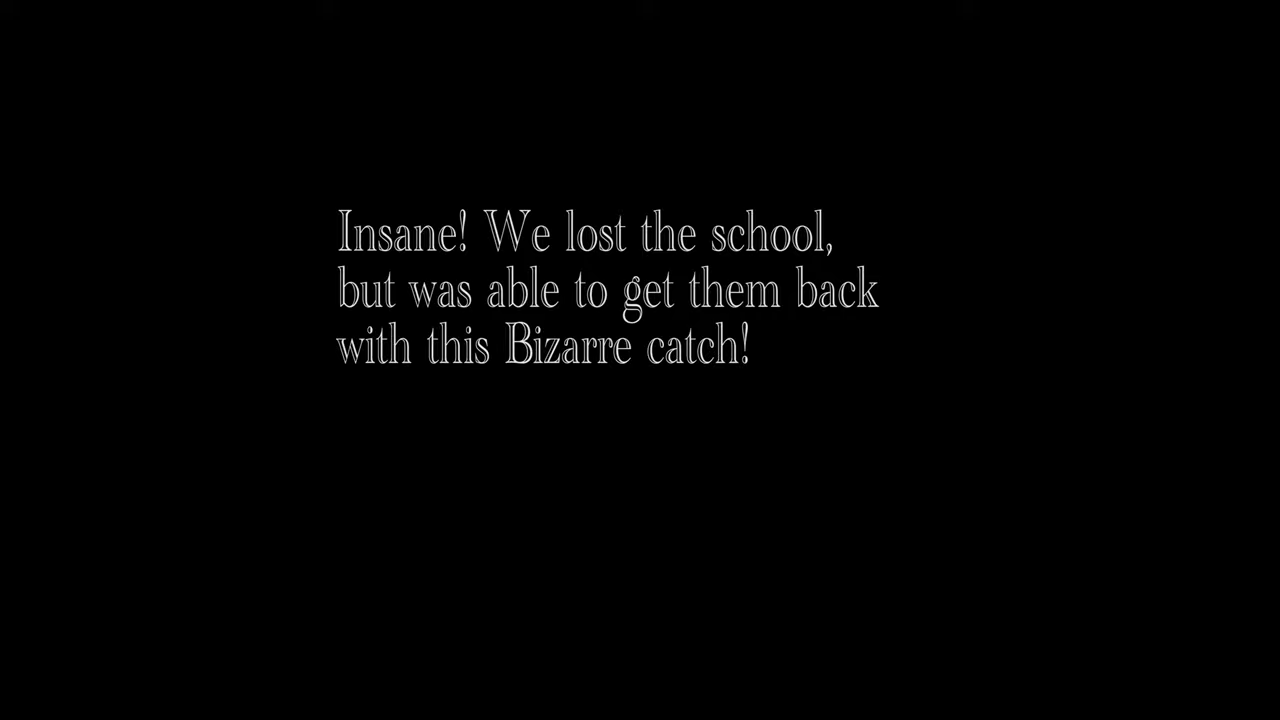 Insane! We lost the school,
but was able to get them back
with this Bizarre catch!